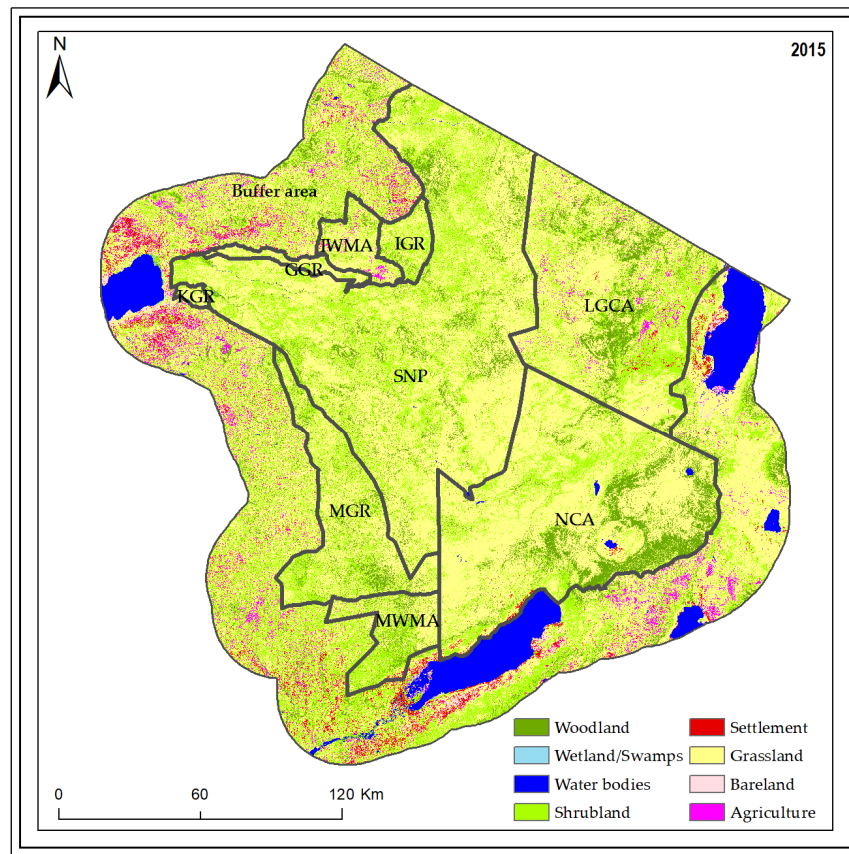 N
2015
Buffer area
IWMA
IGR
GGR
KGR
LGCA
SNP
MGR
NCA
MWMA
Woodland
Settlement
Wetland/Swamps
Grassland
Water bodies
Bareland
Shrubland
Agriculture
0 60 120 Km